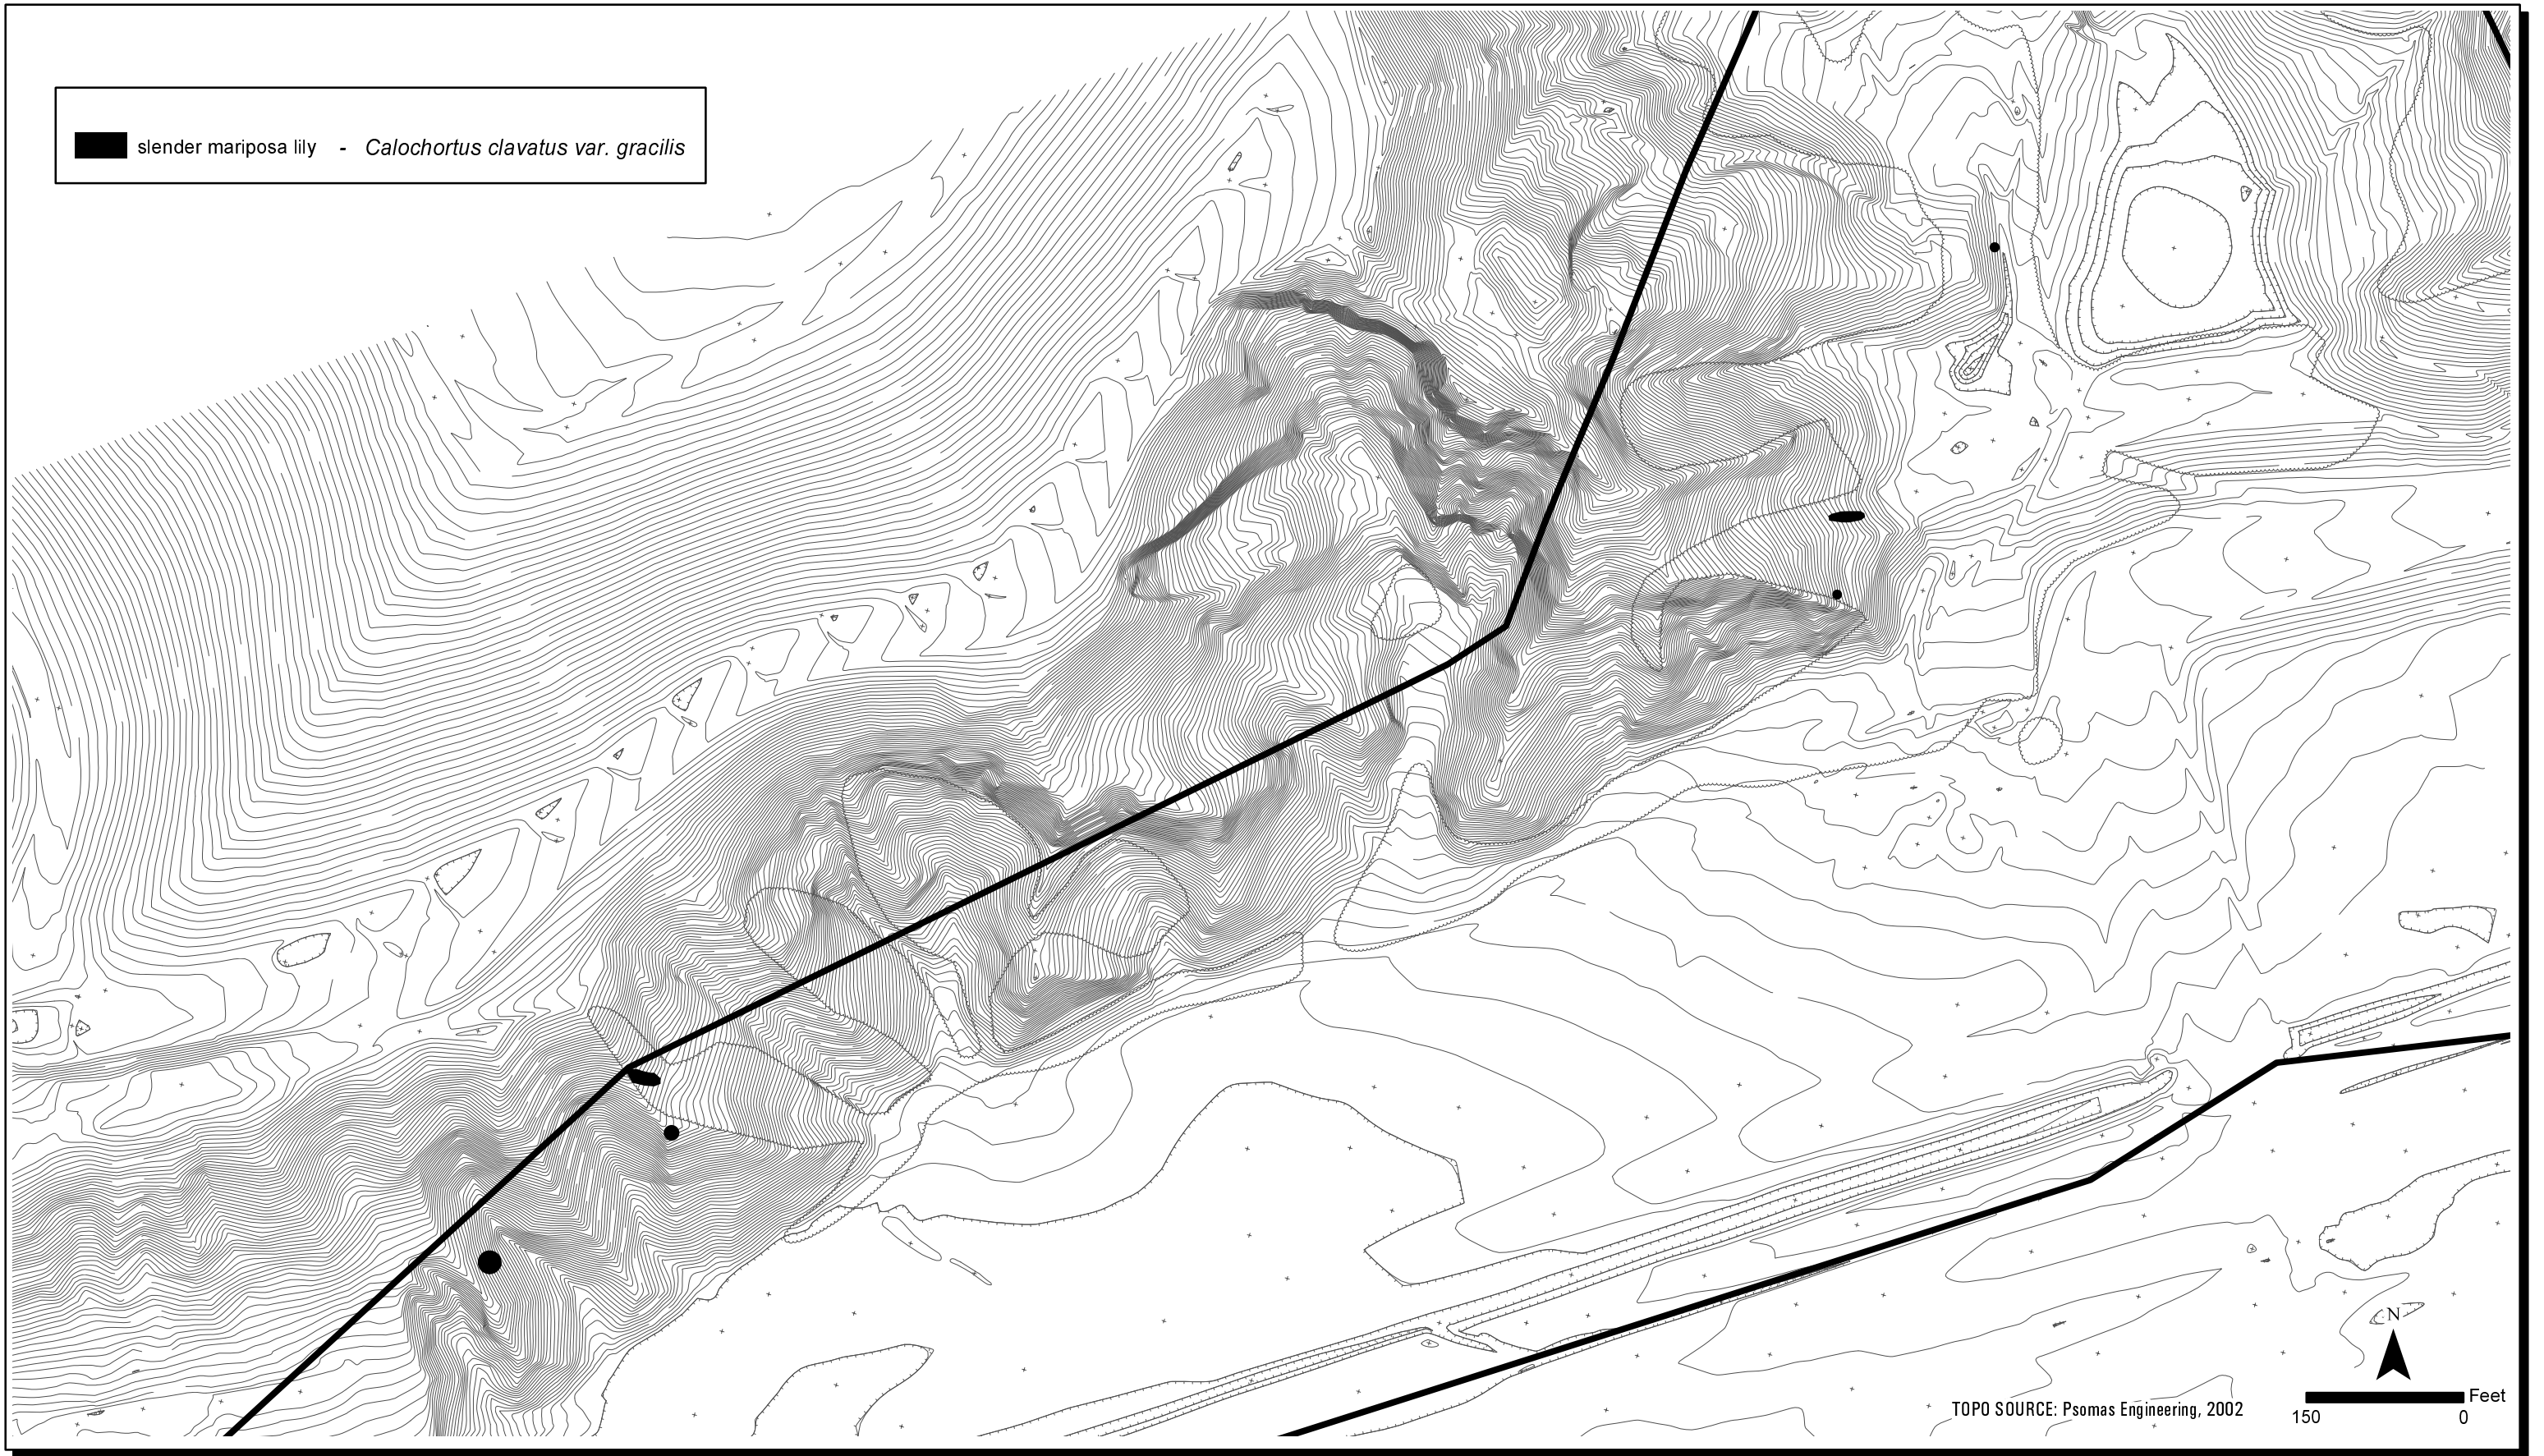 slender mariposa lily - Calochortus clavatus var. gracilis
N
Feet
TOPO SOURCE: Psomas Engineering, 2002
150 0